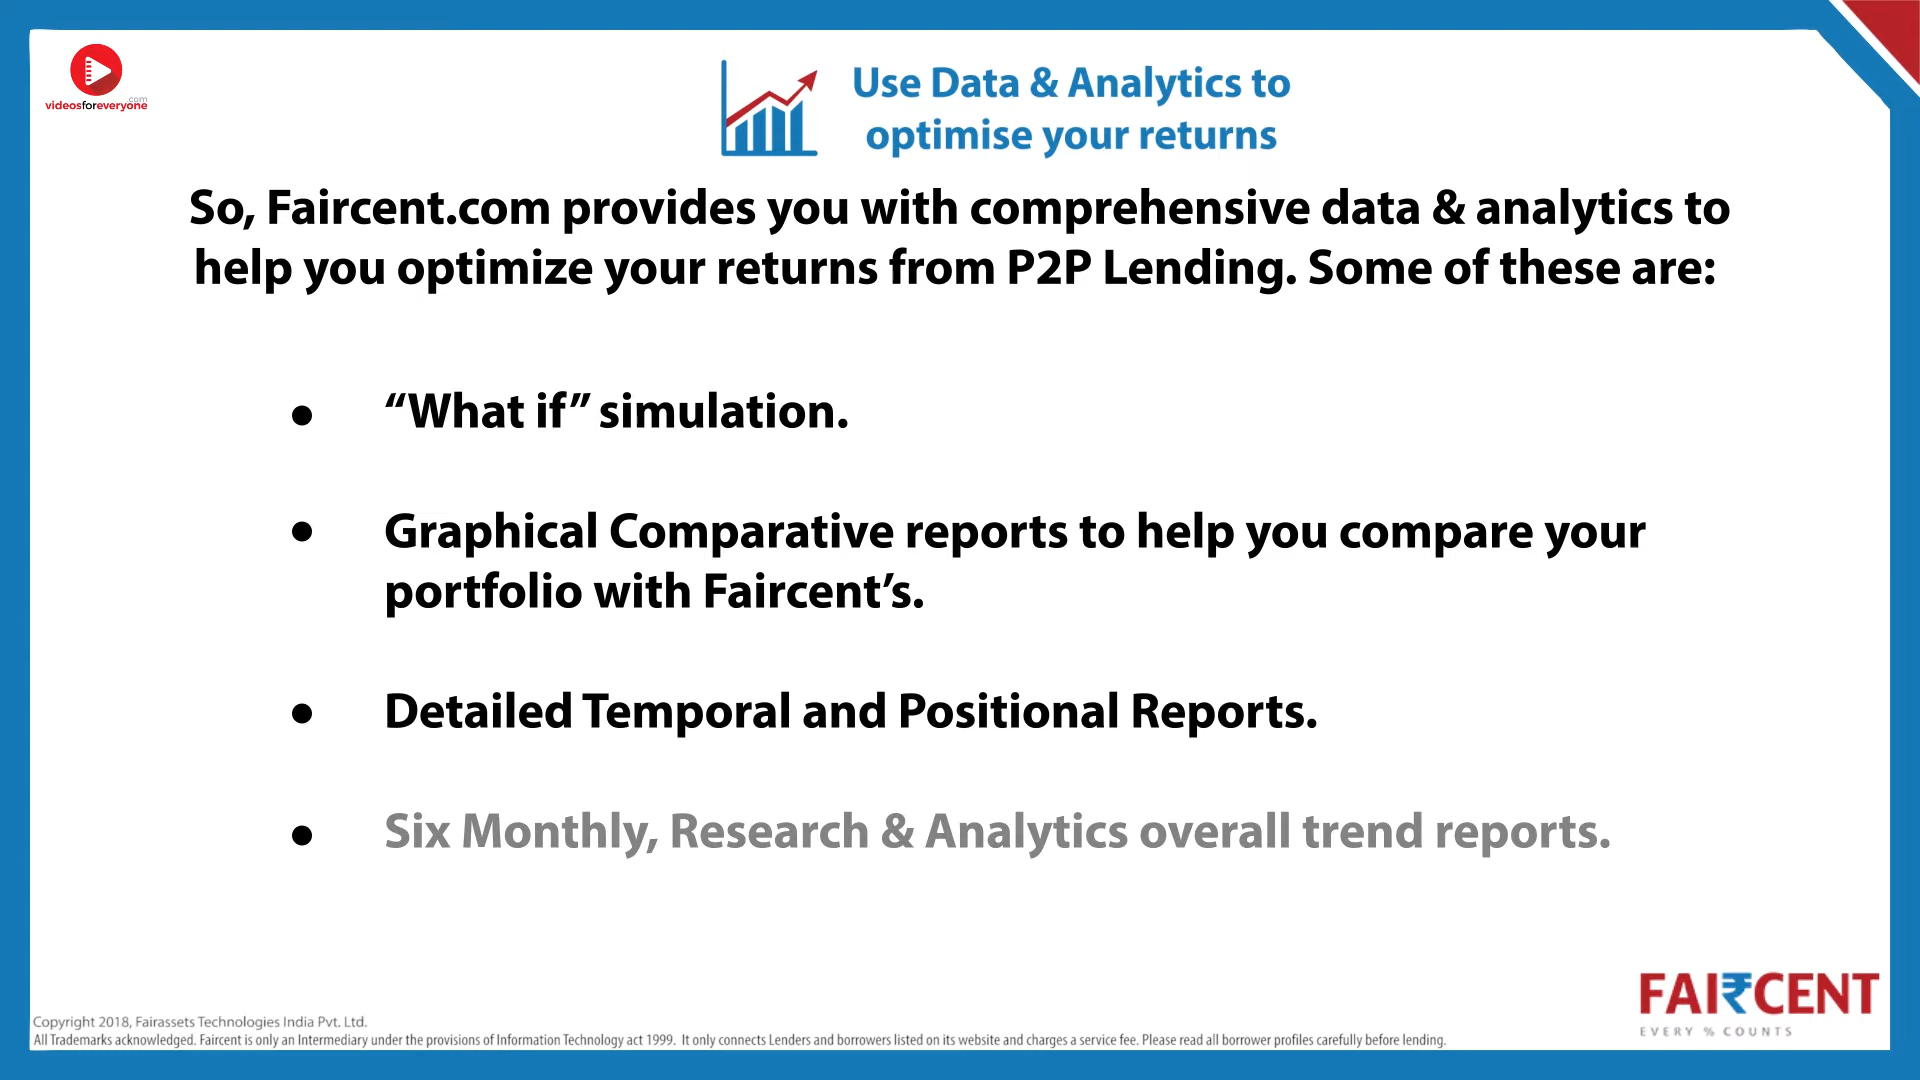 videosforeveryone
.com
Use Data & Analytics to
optimise your returns
So, Faircent.com provides you with comprehensive data & analytics to
help you optimize your returns from P2P Lending. Some of these are:
● “What if” simulation.
● Graphical Comparative reports to help you compare your
portfolio with Faircent’s.
● Detailed Temporal and Positional Reports.
● Six Monthly, Research & Analytics overall trend reports.
FAI₹CENT
EVERY % COUNTS
Copyright 2018, Fairassets Technologies India Pvt. Ltd.
All Trademarks acknowledged. Faircent is only an Intermediary under the provisions of Information Technology act 1999. It only connects Lenders and borrowers listed on its website and charges a service fee. Please read all borrower profiles carefully before lending.